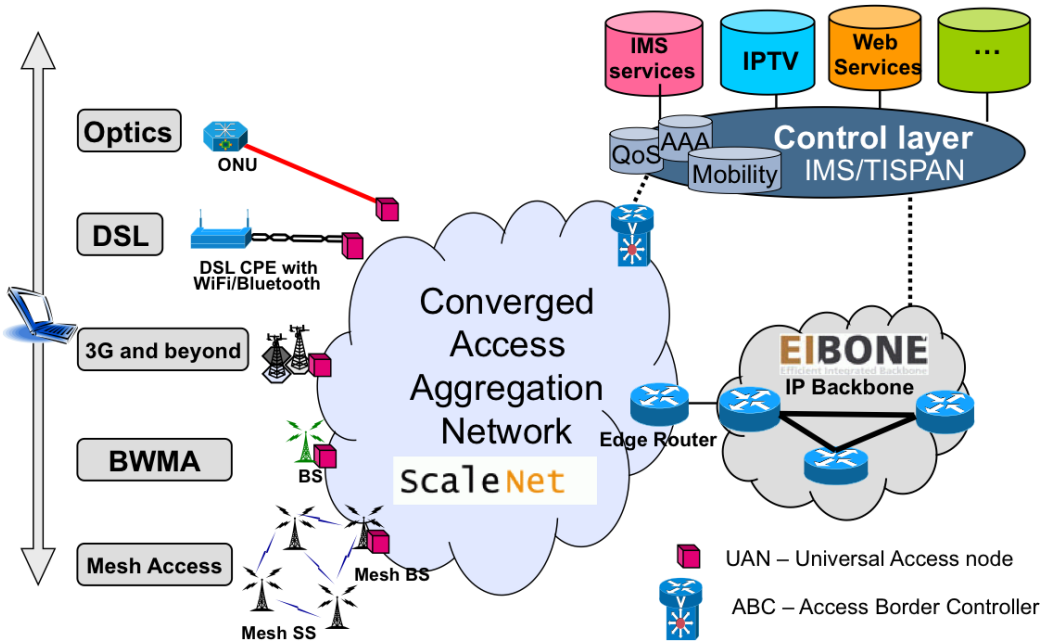 Optics
ONU
DSL
DSL CPE with
WiFi/Bluetooth
3G and beyond
BWMA
BS
Mesh Access
Mesh BS
Mesh SS
Converged
Access
Aggregation
Network
ScaleNet
IMS
services
IPTV
Web
Services
...
QoS
AAA
Mobility
Control layer
IMS/TISPAN
V
EIBONE
Efficient Integrated Backbone
IP Backbone
Edge Router
UAN – Universal Access node
V
ABC – Access Border Controller